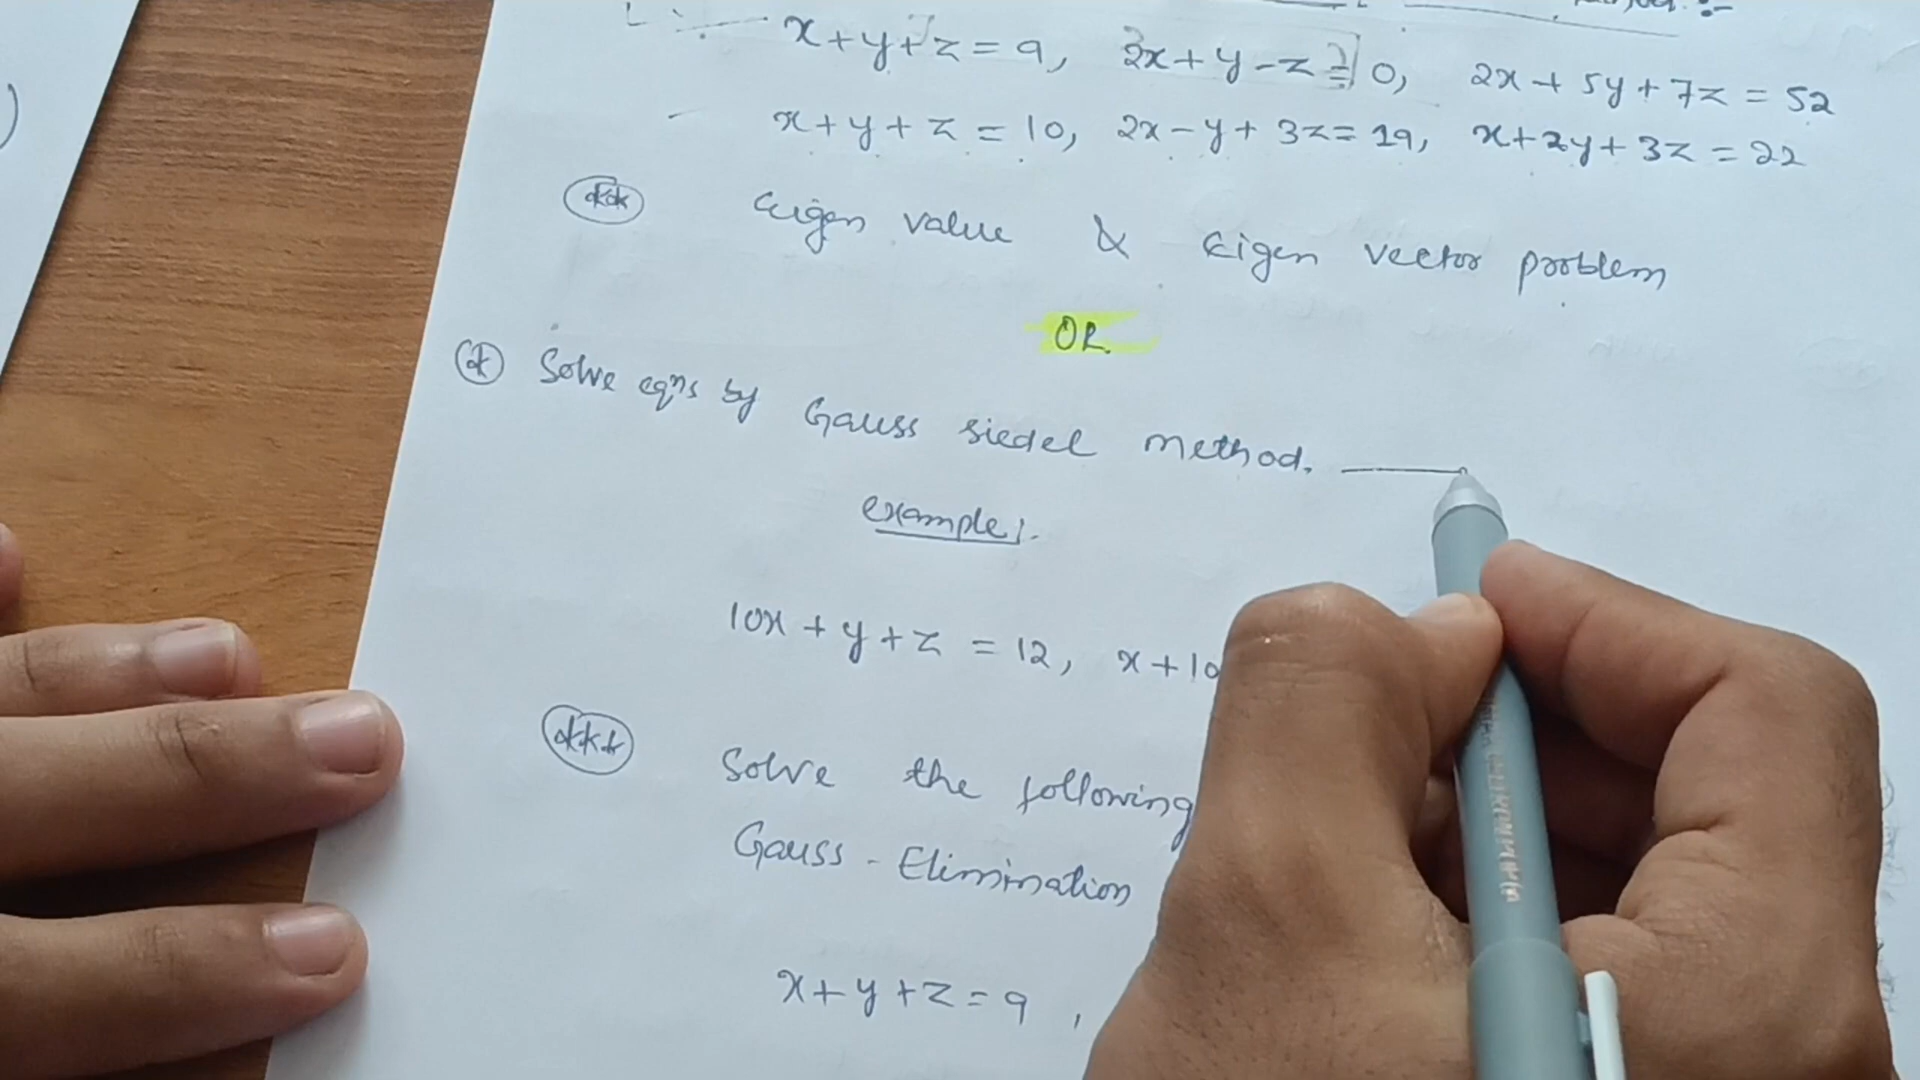 x+y+z=9, 2x+y-z=0, 2x+5y+7z=52
x+y+z=10, 2x-y+3z=19, x+2y+3z=22
Eigen value & Eigen vector problem
OR
Solve eqns by Gauss siedel method.
example:-
10x+y+z=12, x+10
Solve the following
Gauss-Elimination
x+y+z=9,